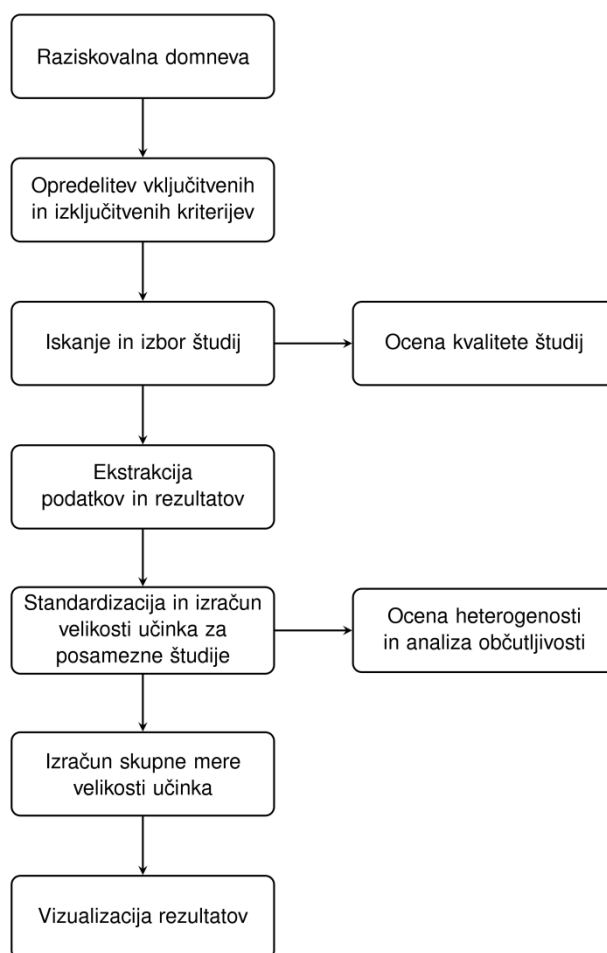 Raziskovalna domneva
Opredelitev vključitvenih
in izključitvenih kriterijev
Iskanje in izbor študij
Ocena kvalitete študij
Ekstrakcija
podatkov in rezultatov
Standardizacija in izračun
velikosti učinka za
posamezne študije
Ocena heterogenosti
in analiza občutljivosti
Izračun skupne mere
velikosti učinka
Vizualizacija rezultatov